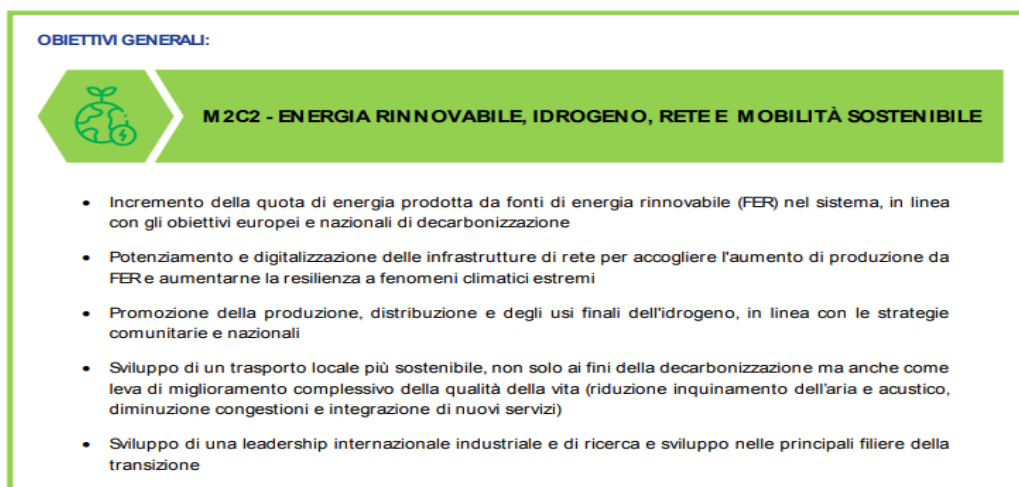 OBIETTIVI GENERALI:
M2C2 - ENERGIA RINNOVABILE, IDROGENO, RETE E MOBILITÀ SOSTENIBILE
• Incremento della quota di energia prodotta da fonti di energia rinnovabile (FER) nel sistema, in linea
con gli obiettivi europei e nazionali di decarbonizzazione
• Potenziamento e digitalizzazione delle infrastrutture di rete per accogliere l'aumento di produzione da
FER e aumentarne la resilienza a fenomeni climatici estremi
• Promozione della produzione, distribuzione e degli usi finali dell'idrogeno, in linea con le strategie
comunitarie e nazionali
• Sviluppo di un trasporto locale più sostenibile, non solo ai fini della decarbonizzazione ma anche come
leva di miglioramento complessivo della qualità della vita (riduzione inquinamento dell'aria e acustico,
diminuzione congestioni e integrazione di nuovi servizi)
• Sviluppo di una leadership internazionale industriale e di ricerca e sviluppo nelle principali filiere della
transizione